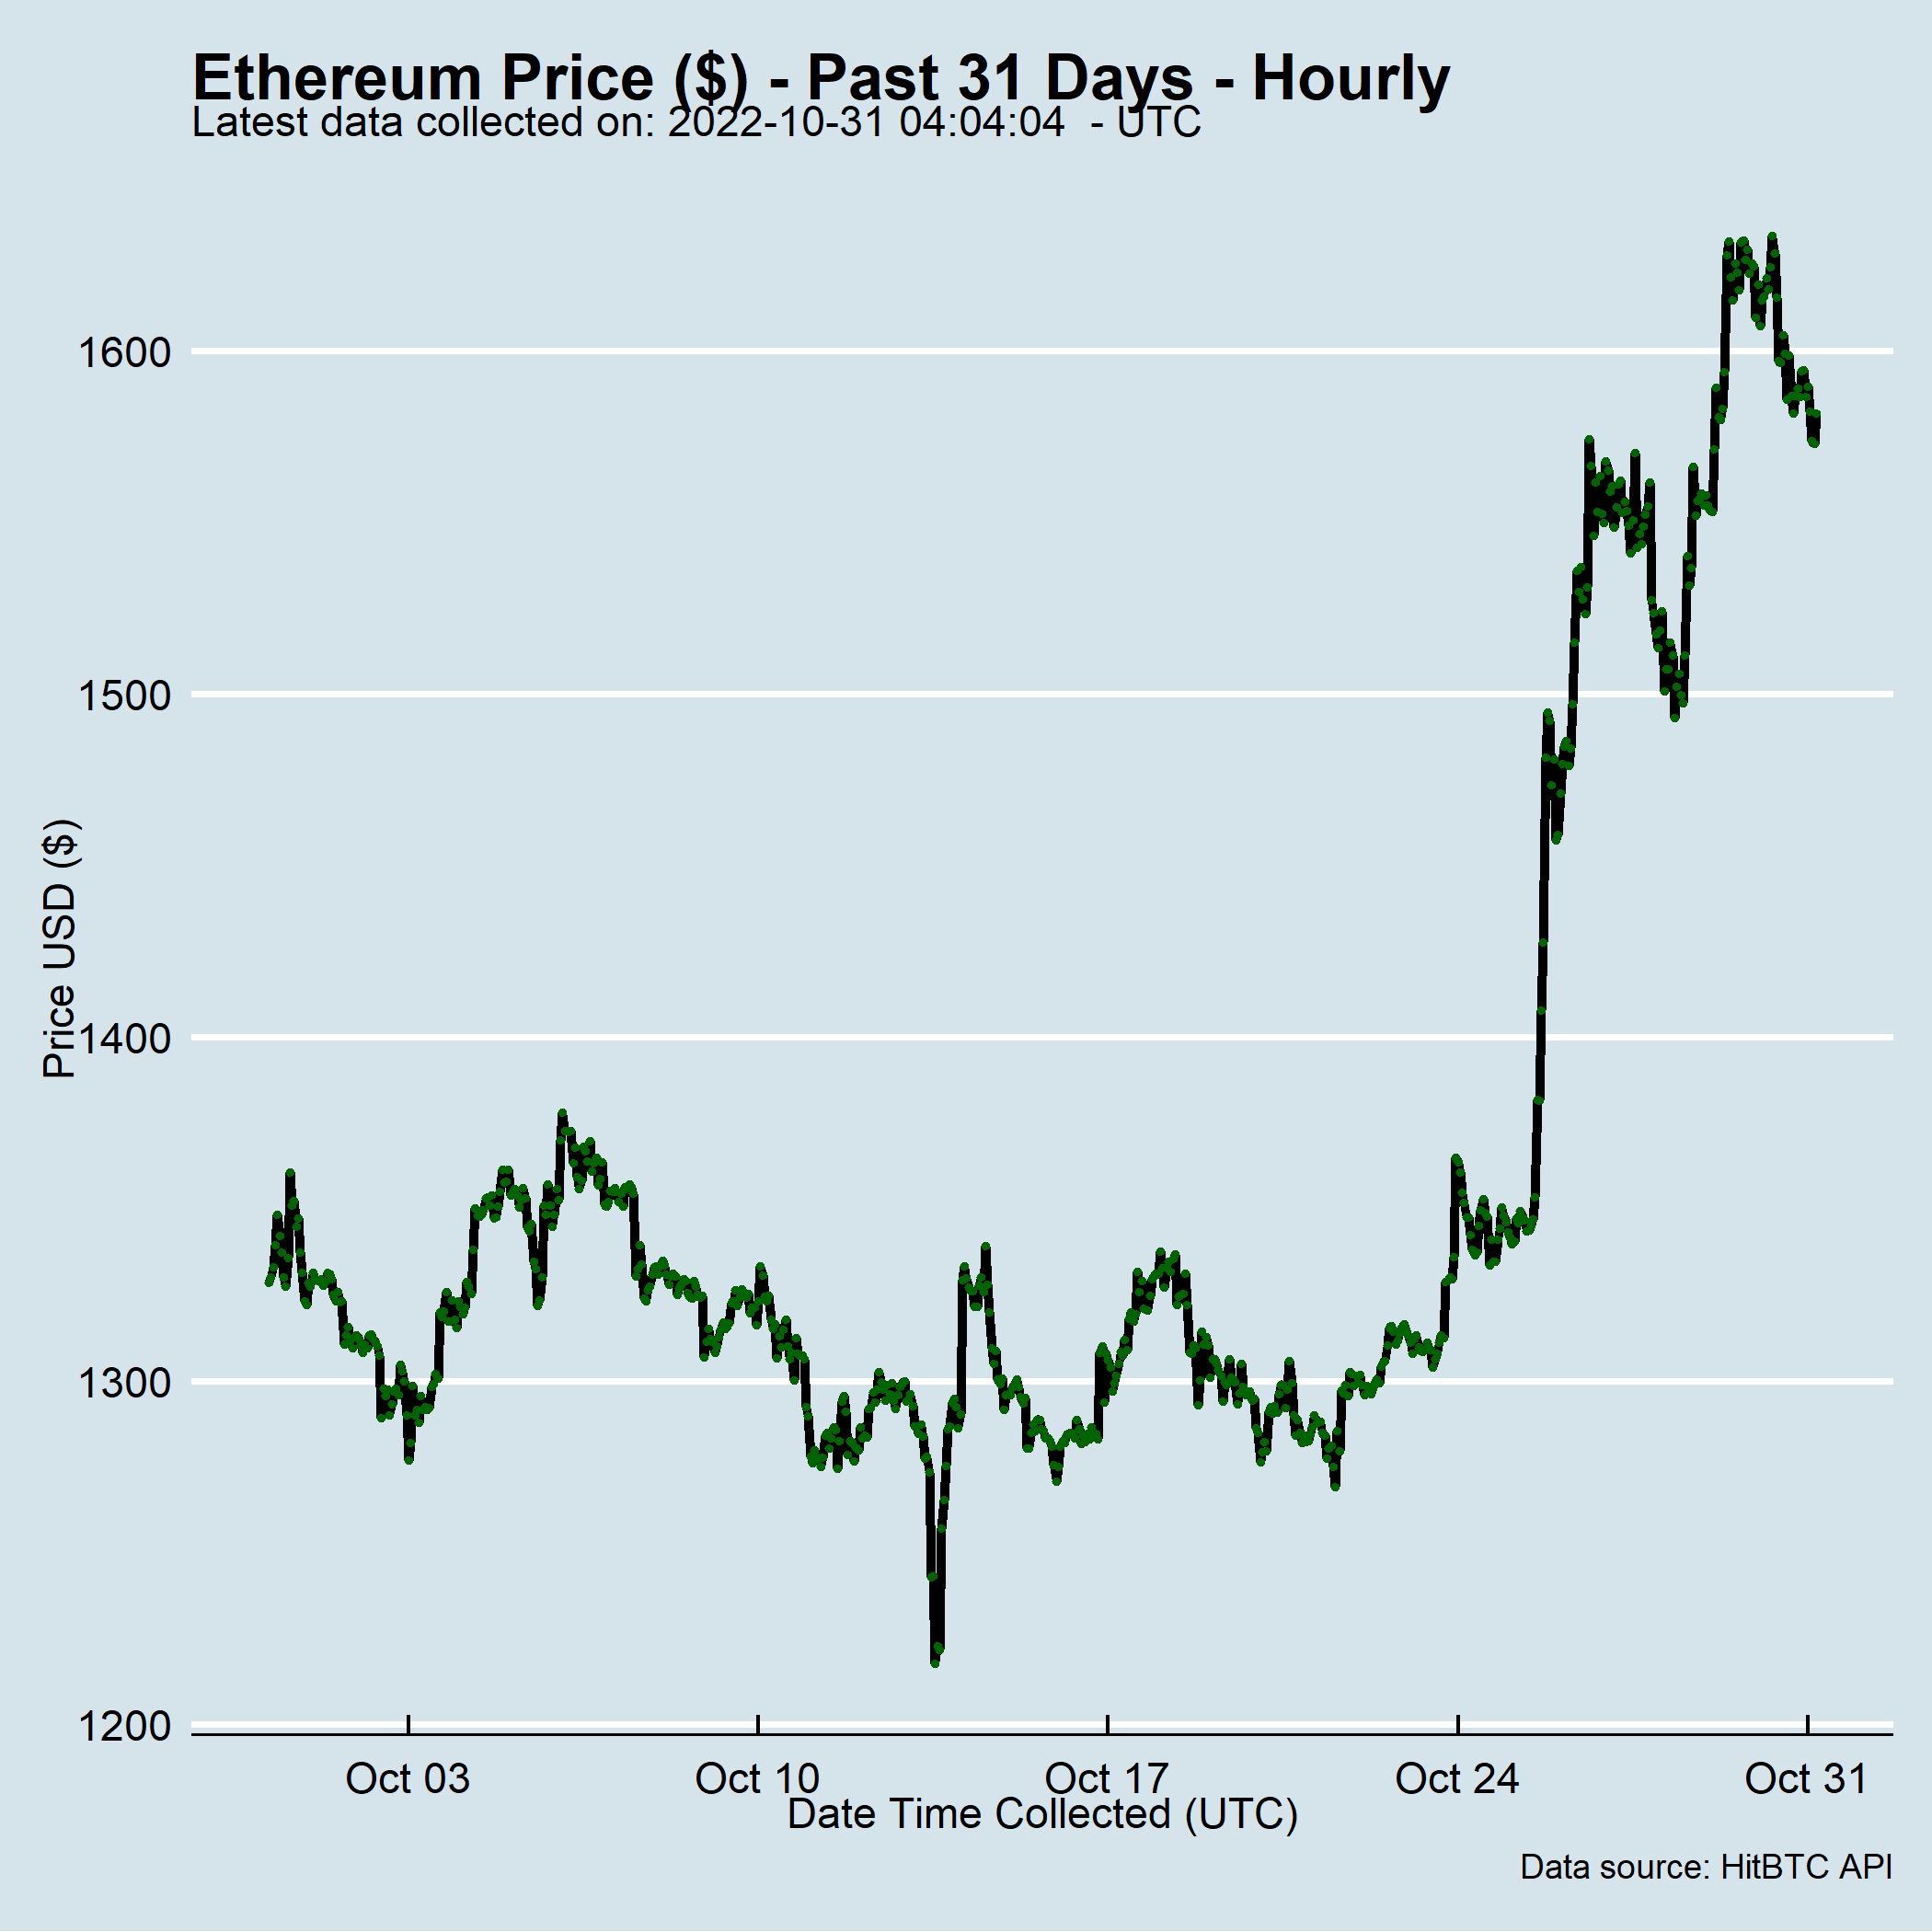 Ethereum Price ($) - Past 31 Days - Hourly
Latest data collected on: 2022-10-31 04:04:04  - UTC
1600
1500
1400
1300
1200
Price USD ($)
Oct 03
Oct 10
Oct 17
Oct 24
Oct 31
Date Time Collected (UTC)
Data source: HitBTC API